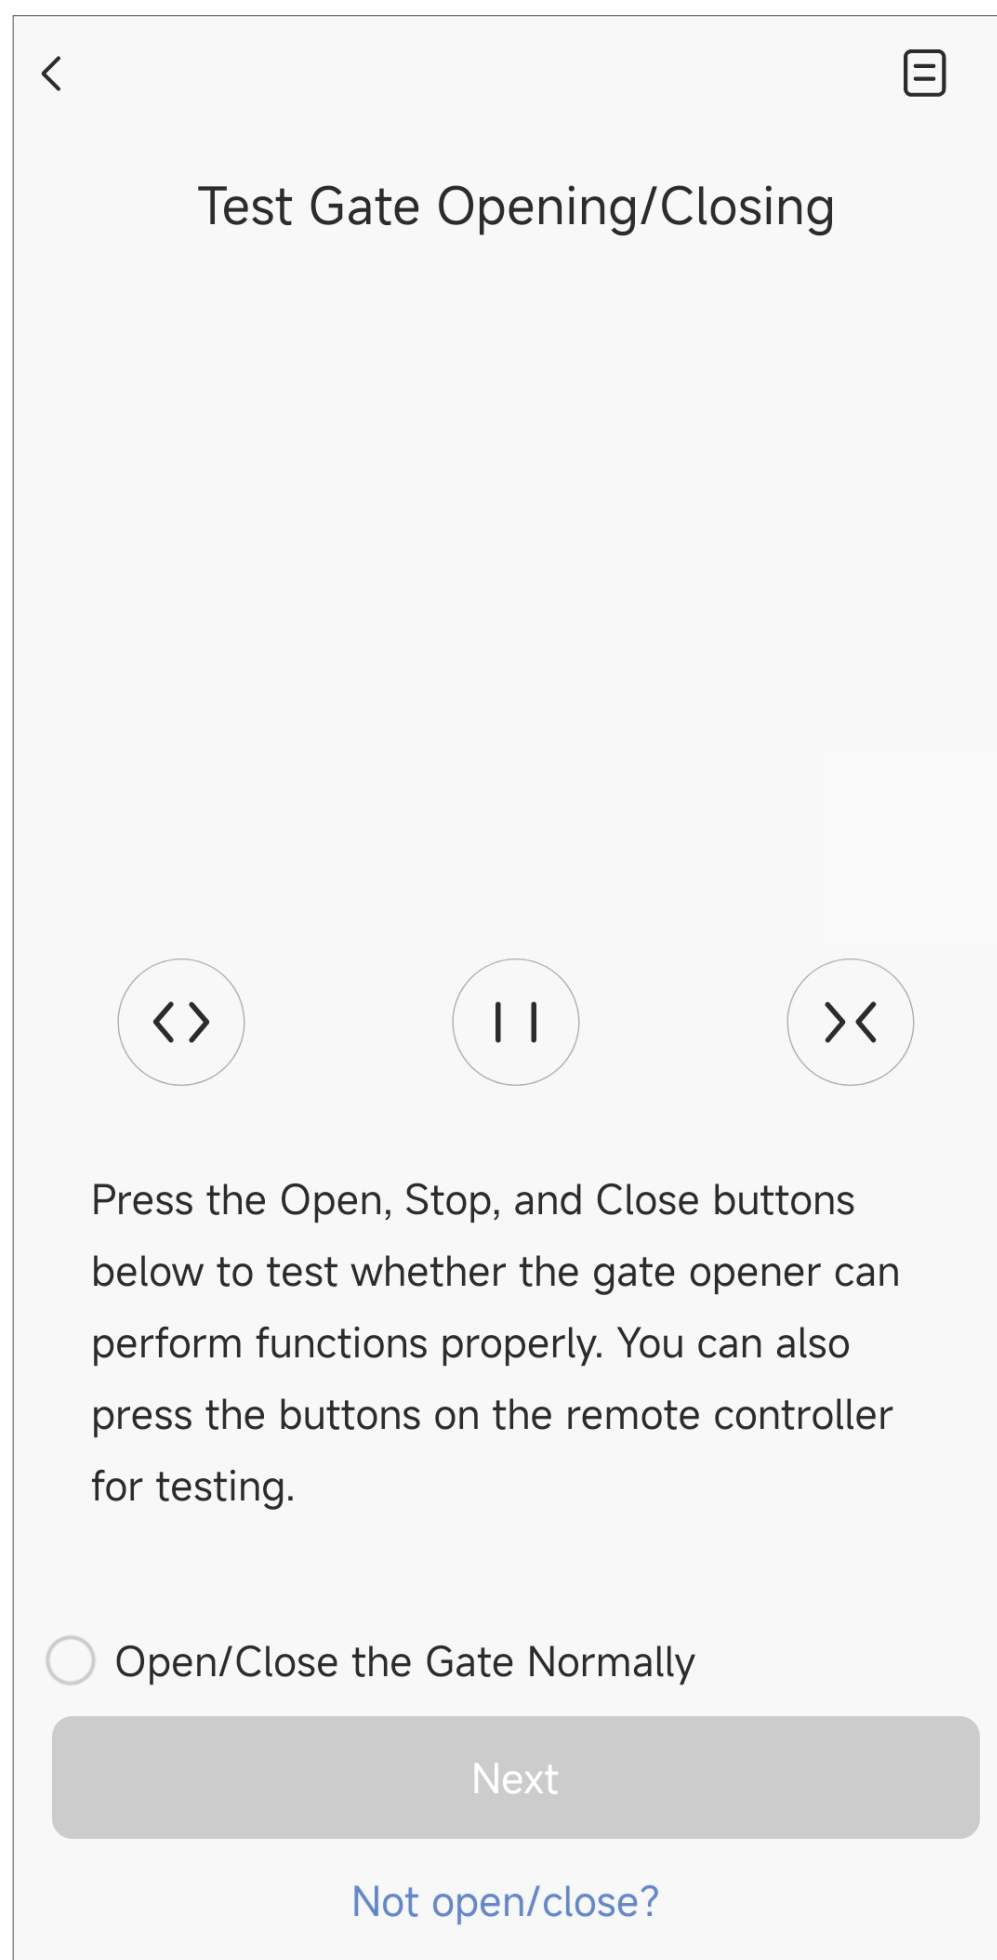 Test Gate Opening/Closing
Press the Open, Stop, and Close buttons
below to test whether the gate opener can
perform functions properly. You can also
press the buttons on the remote controller
for testing.
Open/Close the Gate Normally
Next
Not open/close?